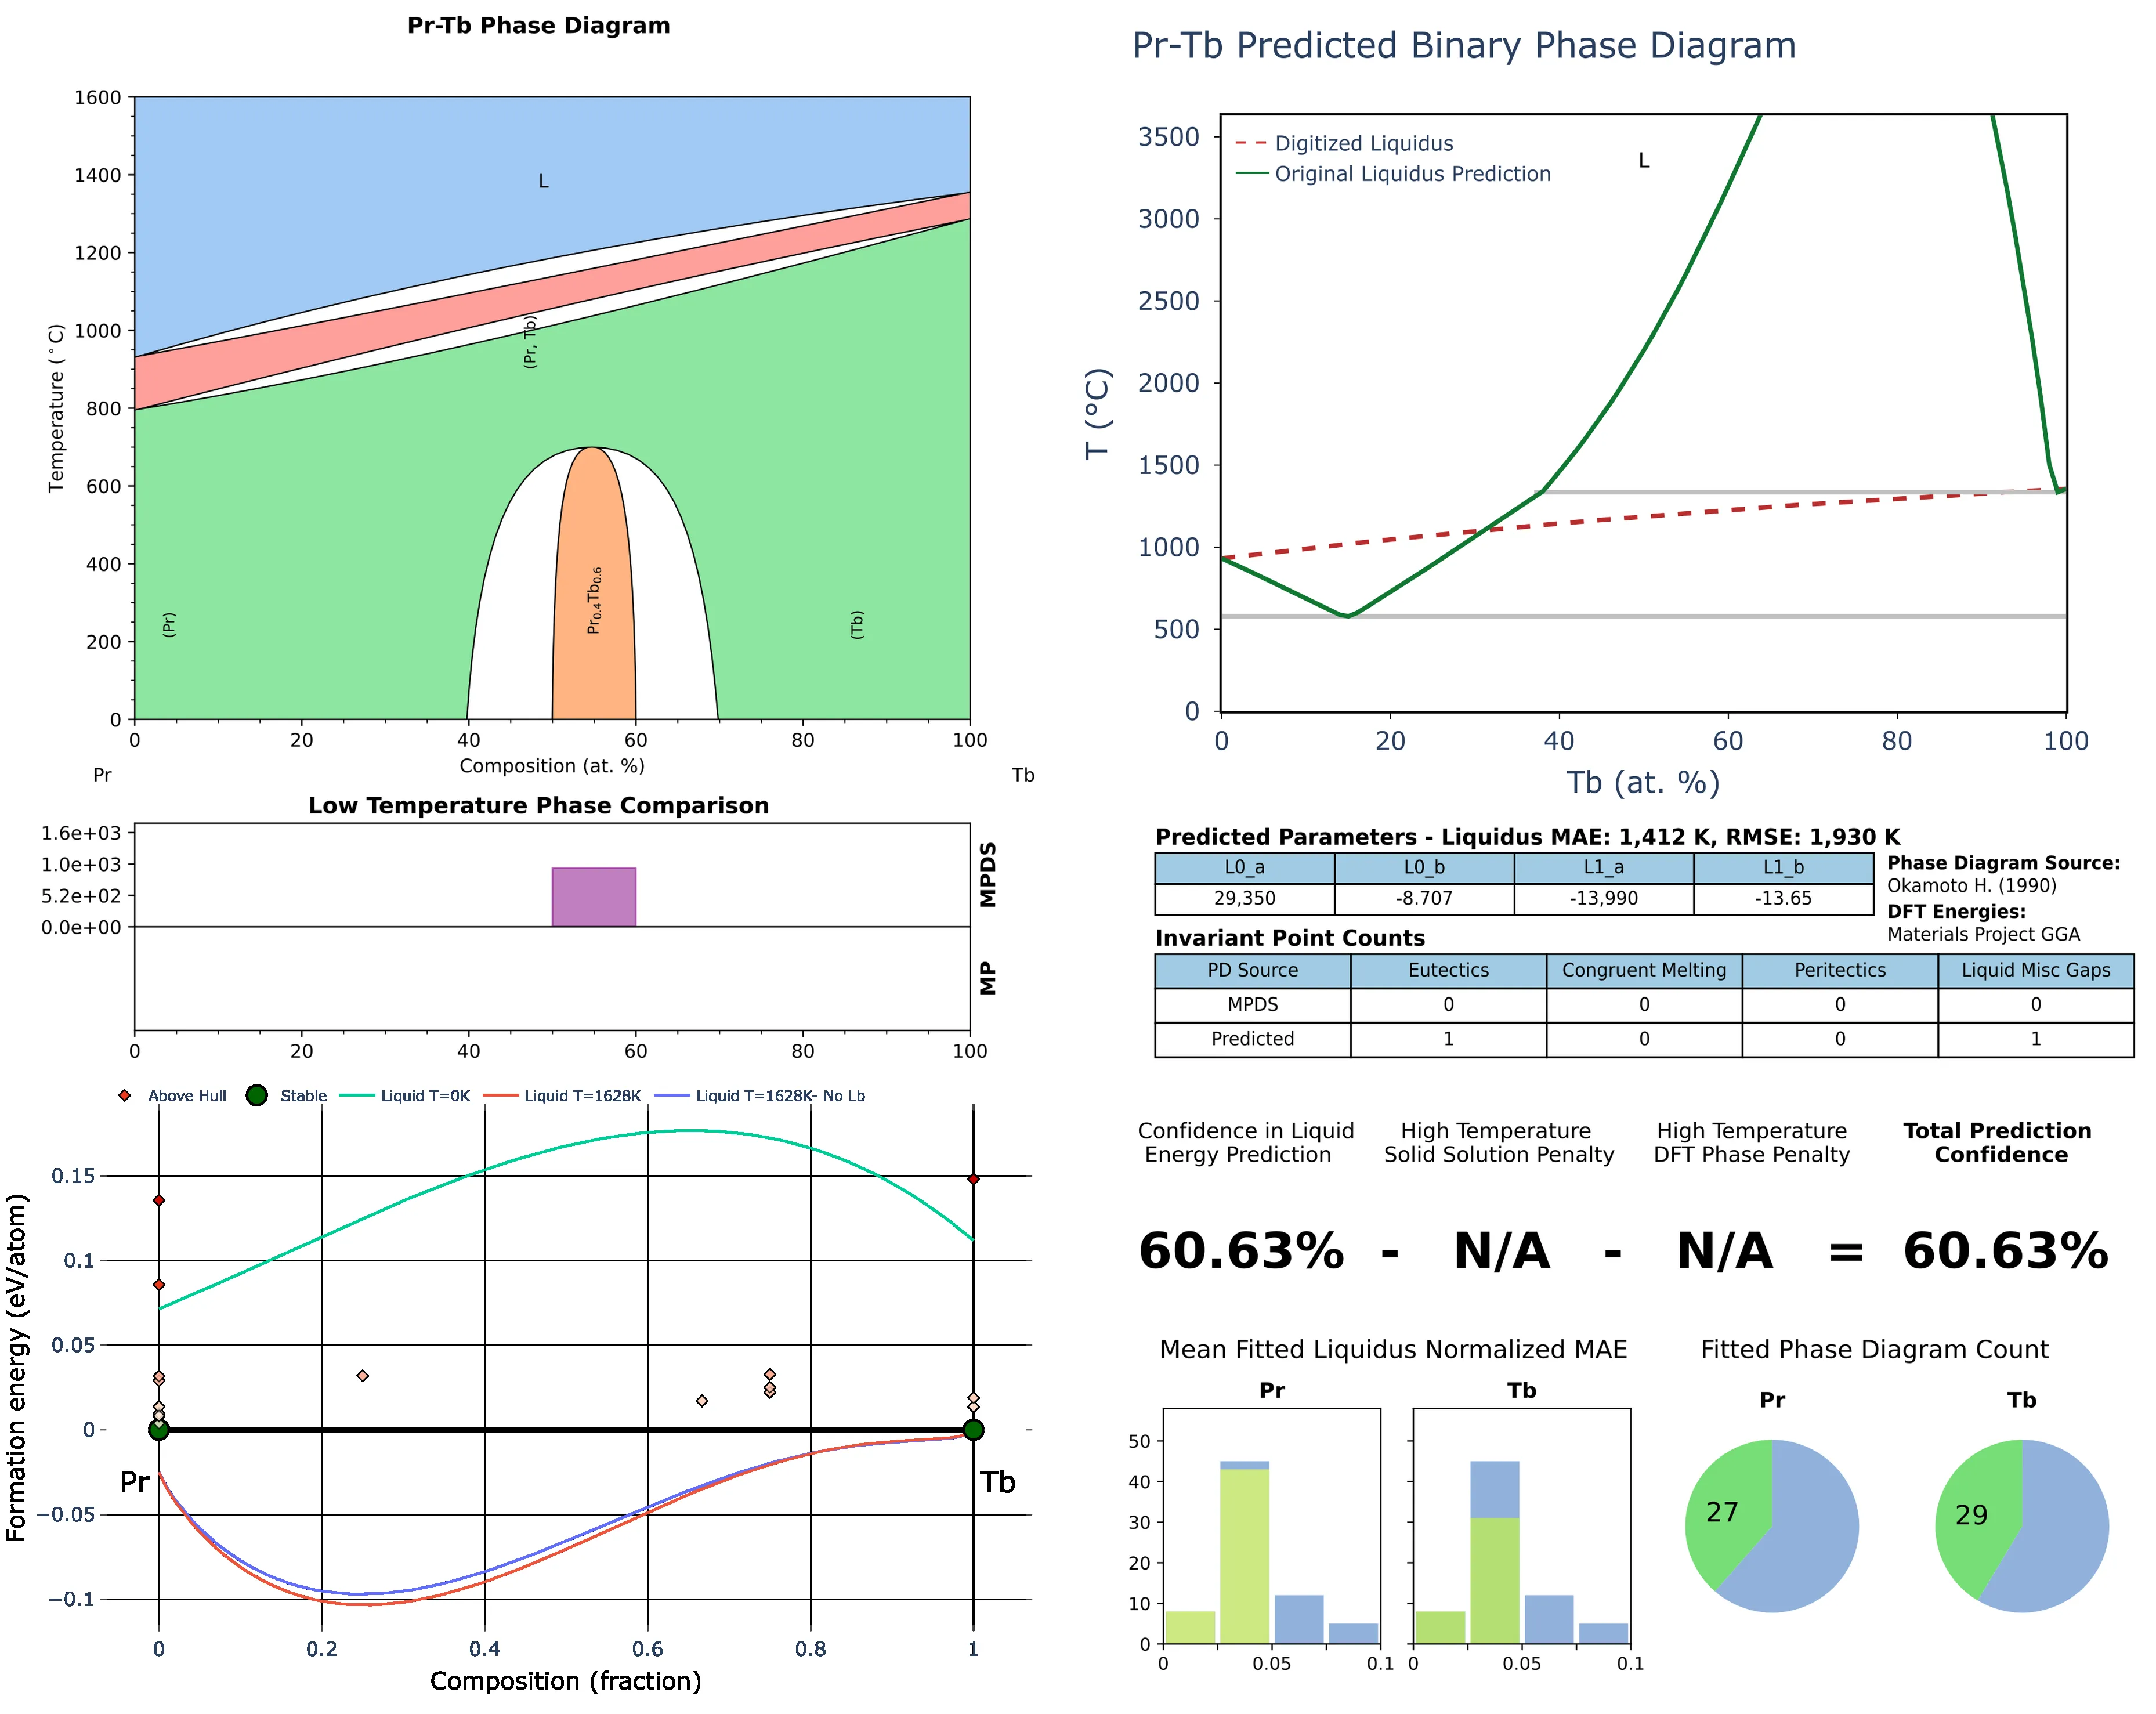 Pr-Tb Phase Diagram
1600
1400
1200
1000
800
600
400
200
0
Temperature (°C)
L
(Pr, Tb)
(Pr)
Pr0.4Tb0.6
(Tb)
0 20 40 60 80 100
Composition (at. %)
Pr Tb
Low Temperature Phase Comparison
1.6e+03
1.0e+03
5.2e+02
0.0e+00
MPDS
MP
0 20 40 60 80 100
Above Hull Stable Liquid T=0K Liquid T=1628K Liquid T=1628K- No Lb
0.15
0.1
0.05
0
−0.05
−0.1
Formation energy (eV/atom)
Pr Tb
0 0.2 0.4 0.6 0.8 1
Composition (fraction)
Pr-Tb Predicted Binary Phase Diagram
3500
3000
2500
2000
1500
1000
500
0
T (°C)
Digitized Liquidus
Original Liquidus Prediction
L
0 20 40 60 80 100
Tb (at. %)
Predicted Parameters - Liquidus MAE: 1,412 K, RMSE: 1,930 K
L0_a L0_b L1_a L1_b
29,350 -8.707 -13,990 -13.65
Phase Diagram Source:
Okamoto H. (1990)
DFT Energies:
Materials Project GGA
Invariant Point Counts
PD Source Eutectics Congruent Melting Peritectics Liquid Misc Gaps
MPDS 0 0 0 0
Predicted 1 0 0 1
Confidence in Liquid
Energy Prediction
High Temperature
Solid Solution Penalty
High Temperature
DFT Phase Penalty
Total Prediction
Confidence
60.63% - N/A - N/A = 60.63%
Mean Fitted Liquidus Normalized MAE
Pr Tb
50
40
30
20
10
0
0 0.05 0.1 0 0.05 0.1
Fitted Phase Diagram Count
Pr Tb
27 29